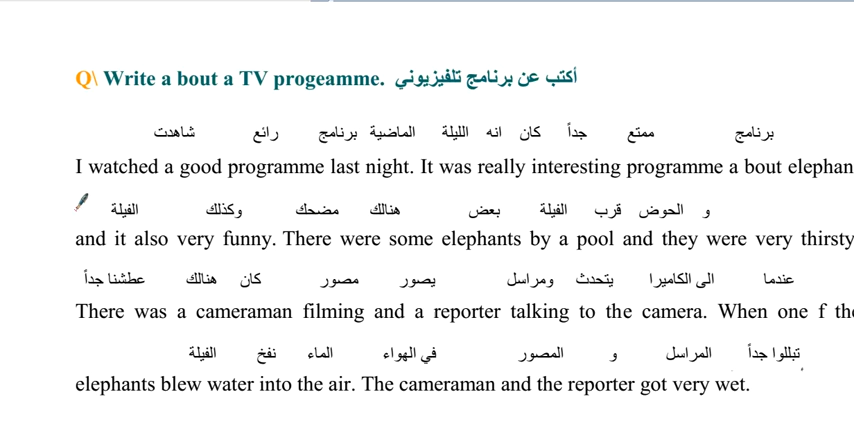 Q\ Write a bout a TV progeamme. أكتب عن برنامج تلفيزيوني
برنامج ممتع جداً كان انه الليلة الماضية برنامج رائع شاهدت
I watched a good programme last night. It was really interesting programme a bout elephan
و الحوض قرب الفيلة بعض هنالك مضحك وكذلك الفيلة
and it also very funny. There were some elephants by a pool and they were very thirsty
عندما الى الكاميرا يتحدث ومراسل يصور مصور كان هنالك عطشنا جداً
There was a cameraman filming and a reporter talking to the camera. When one f th
تبللوا جداً المراسل و المصور في الهواء الماء نفخ الفيلة
elephants blew water into the air. The cameraman and the reporter got very wet.